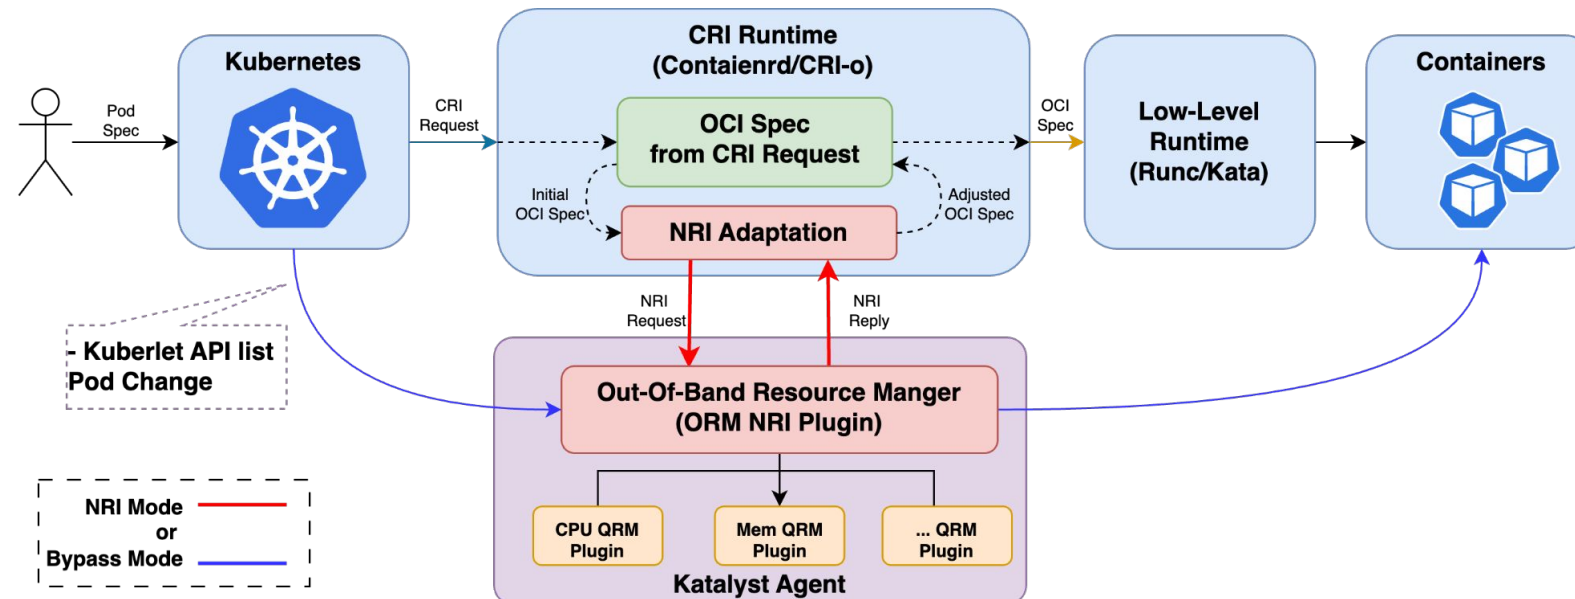 Pod
Spec
Kubernetes
CRI
Request
CRI Runtime
(Contaienrd/CRI-o)
OCI Spec
from CRI Request
Initial
OCI Spec
Adjusted
OCI Spec
NRI Adaptation
OCI
Spec
Low-Level
Runtime
(Runc/Kata)
Containers
NRI
Request
NRI
Reply
- Kuberlet API list
Pod Change
Out-Of-Band Resource Manger
(ORM NRI Plugin)
CPU QRM
Plugin
Mem QRM
Plugin
... QRM
Plugin
Katalyst Agent
NRI Mode
or
Bypass Mode